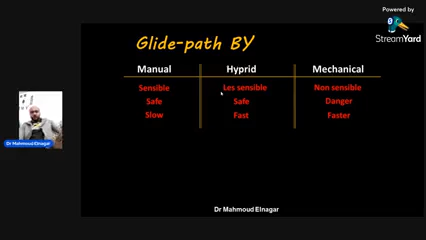 Powered by
StreamYard
Glide-path BY
Manual Hyprid Mechanical
Sensible Les sensible Non sensible
Safe Safe Danger
Slow Fast Faster
Dr Mahmoud Elnagar
Dr Mahmoud Elnagar